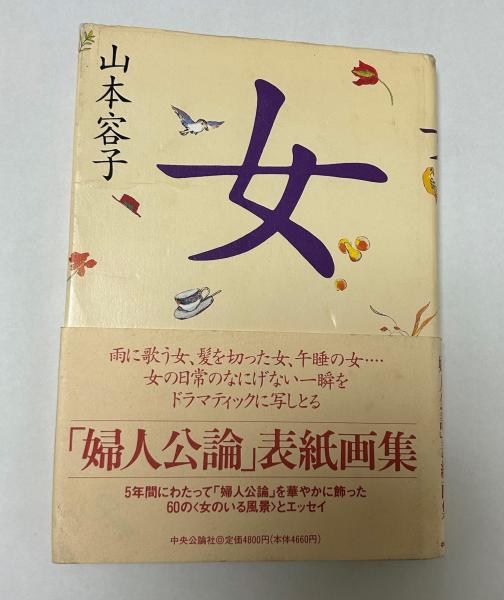 山本容子
女
雨に歌う女、髪を切った女、午睡の女‥‥
女の日常のなにげない一瞬を
ドラマティックに写しとる
「婦人公論」表紙画集
5年間にわたって「婦人公論」を華やかに飾った
60の〈女のいる風景〉とエッセイ
中央公論社◎定価4800円(本体4660円)